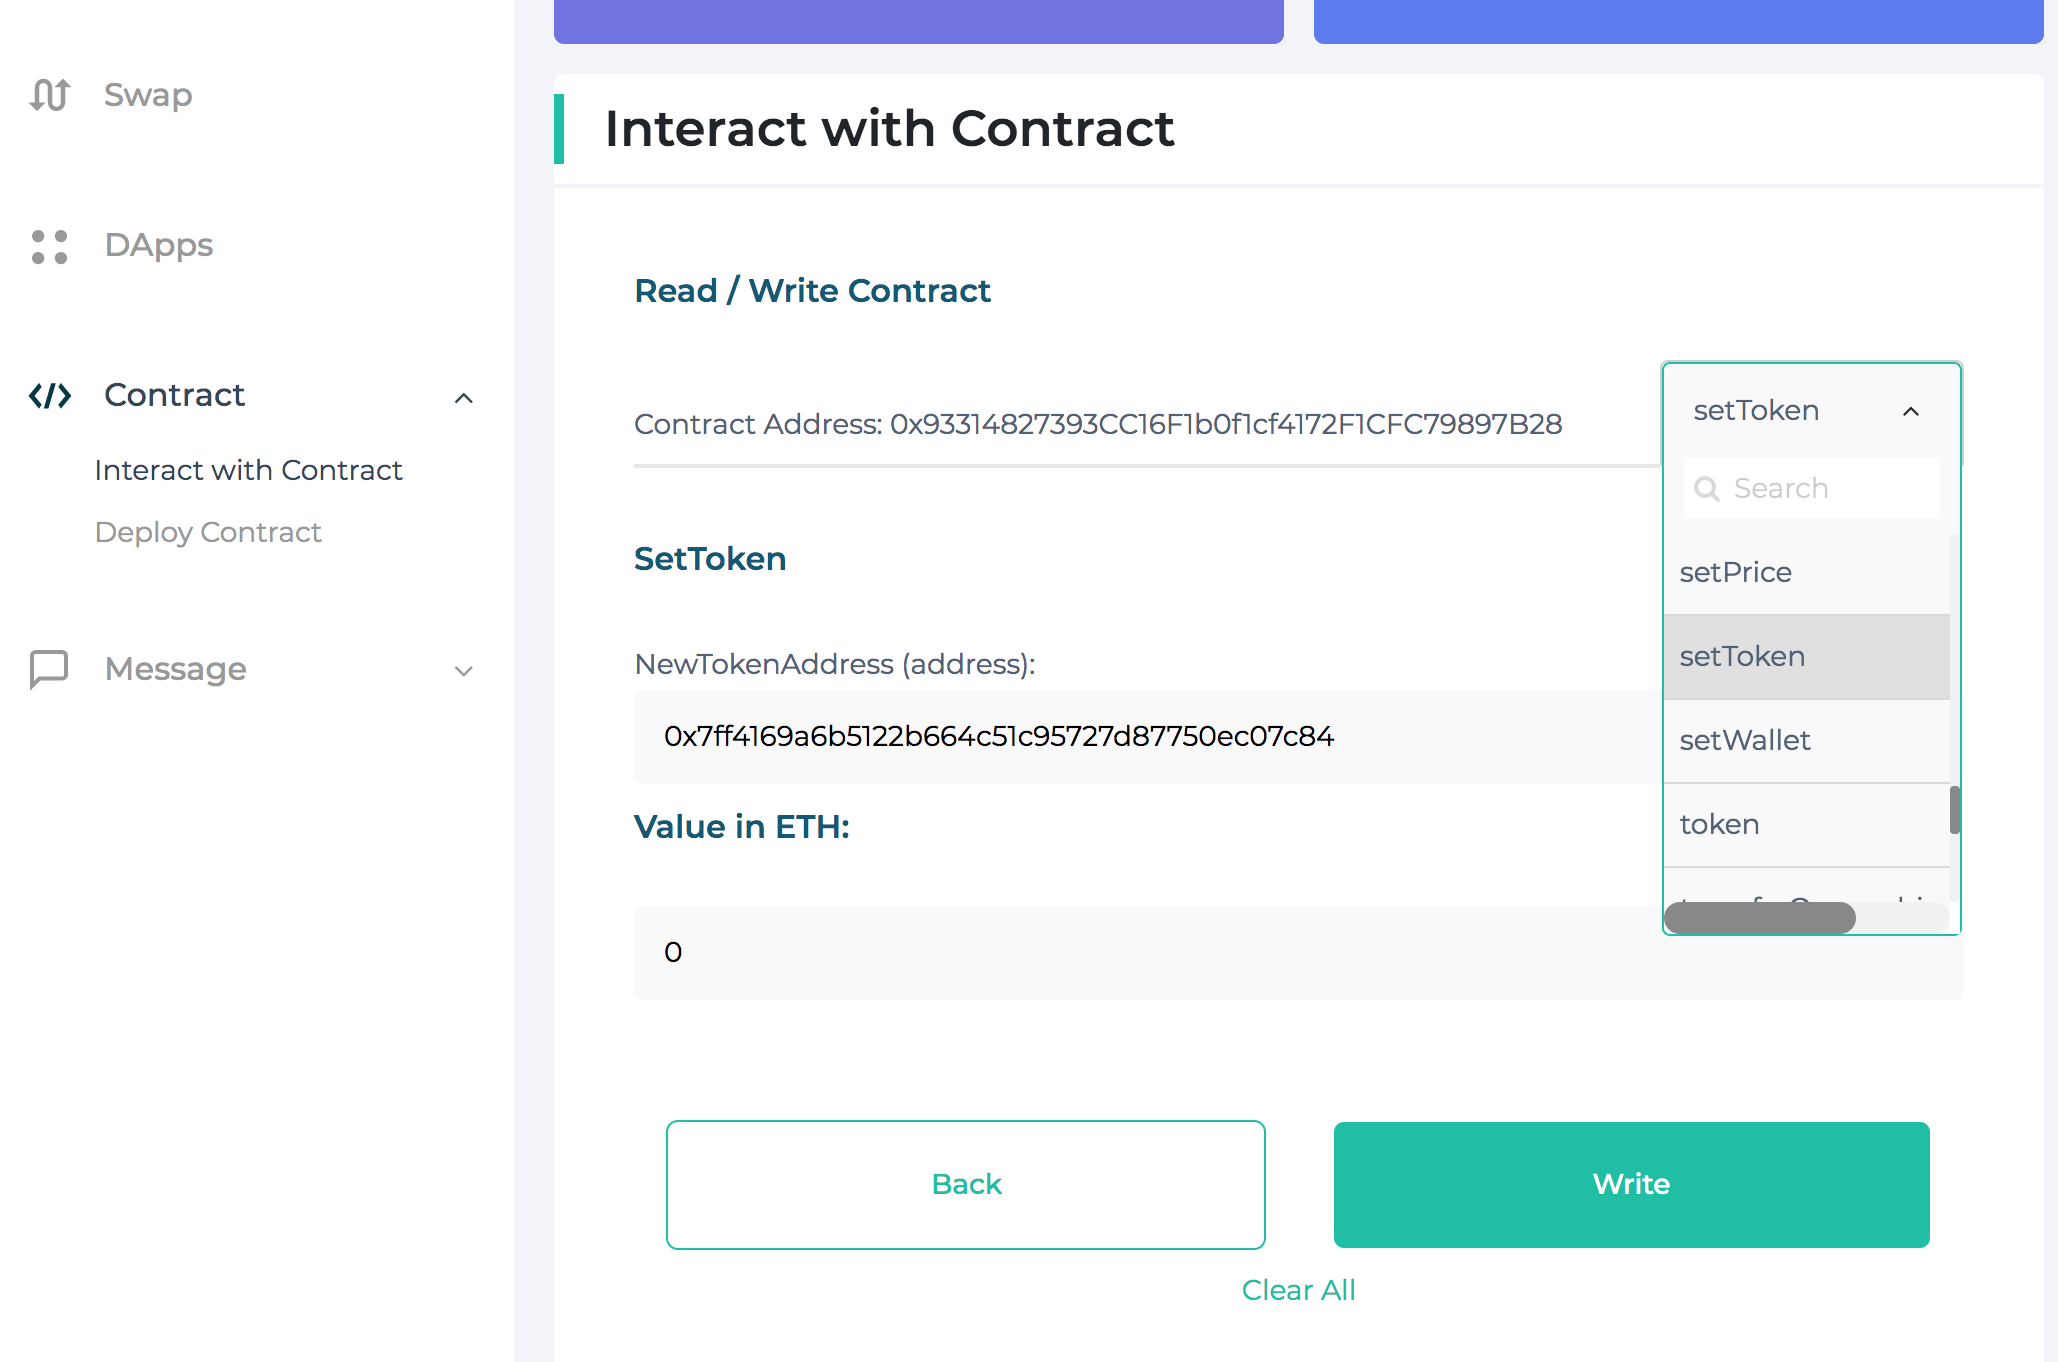 Swap
DApps
Contract
Interact with Contract
Deploy Contract
Message
Interact with Contract
Read / Write Contract
Contract Address: 0x93314827393CC16F1b0f1cf4172F1CFC79897B28
setToken
Search
setPrice
setToken
setWallet
token
SetToken
NewTokenAddress (address):
0x7ff4169a6b5122b664c51c95727d87750ec07c84
Value in ETH:
0
Back
Write
Clear All